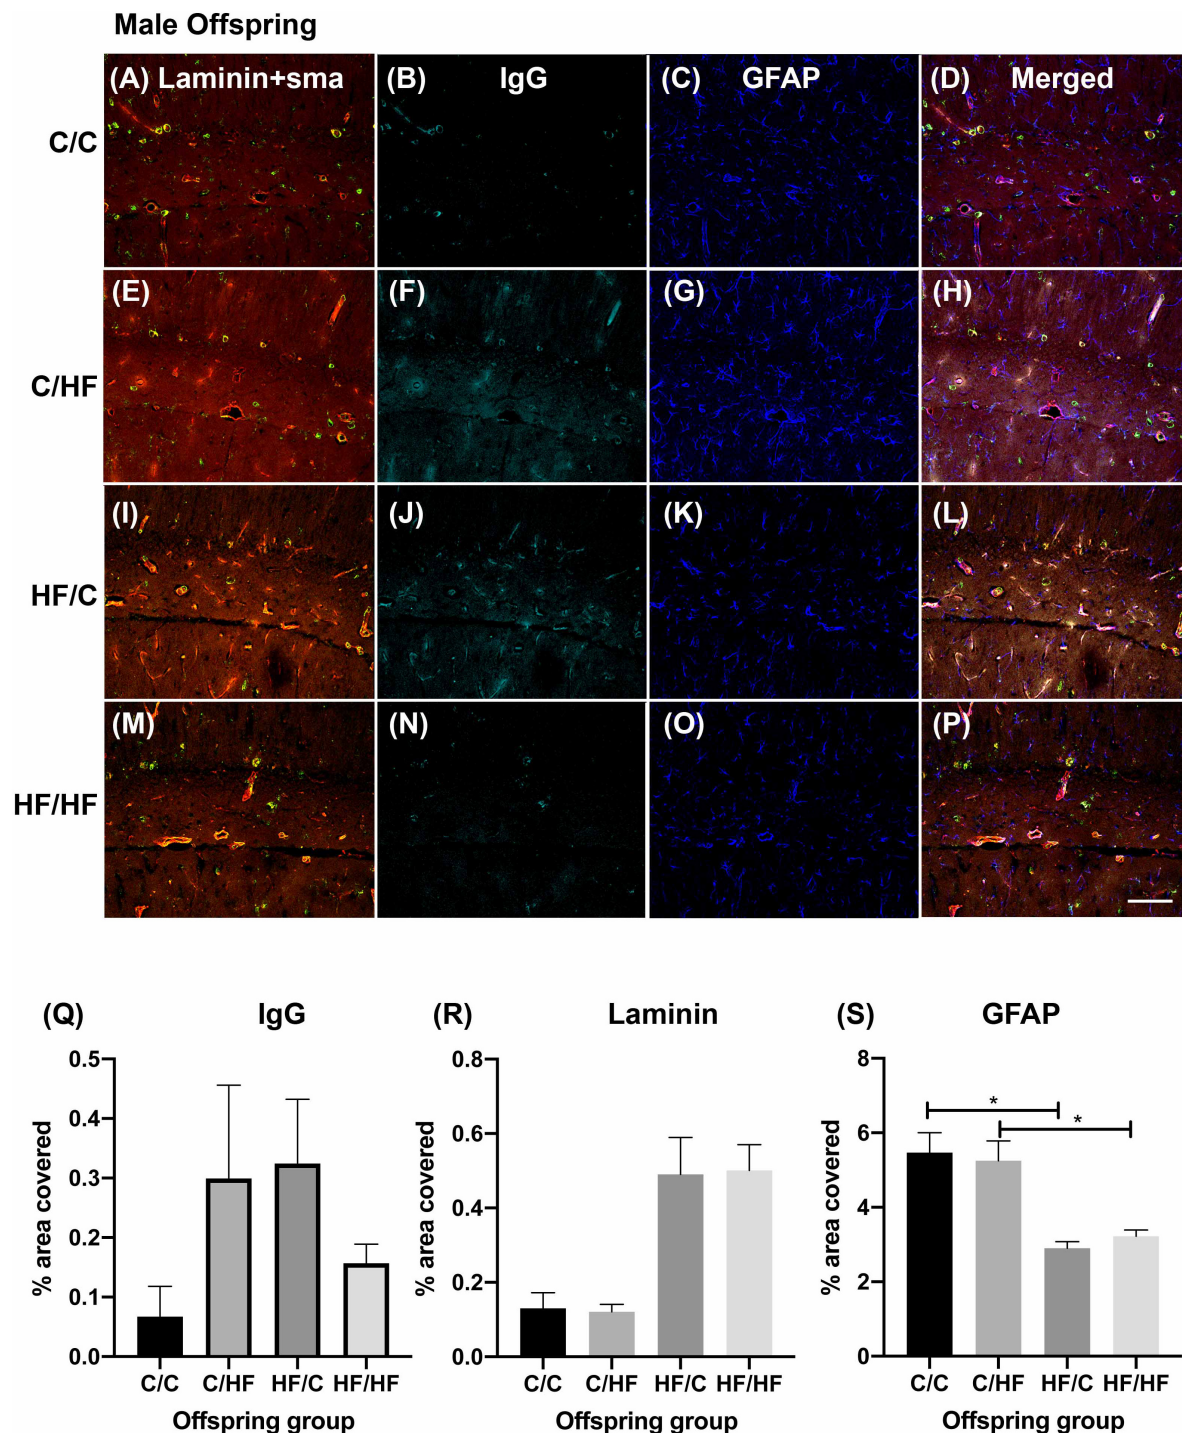 Male Offspring
(A) Laminin+sma (B) IgG (C) GFAP (D) Merged
C/C
(E) (F) (G) (H)
C/HF
(I) (J) (K) (L)
HF/C
(M) (N) (O) (P)
HF/HF
(Q) IgG
0.5
0.4
0.3
0.2
0.1
0.0
% area covered
C/C C/HF HF/C HF/HF
Offspring group
(R) Laminin
0.8
0.6
0.4
0.2
0.0
% area covered
C/C C/HF HF/C HF/HF
Offspring group
(S) GFAP
8
6
4
2
0
% area covered
*
*
C/C C/HF HF/C HF/HF
Offspring group